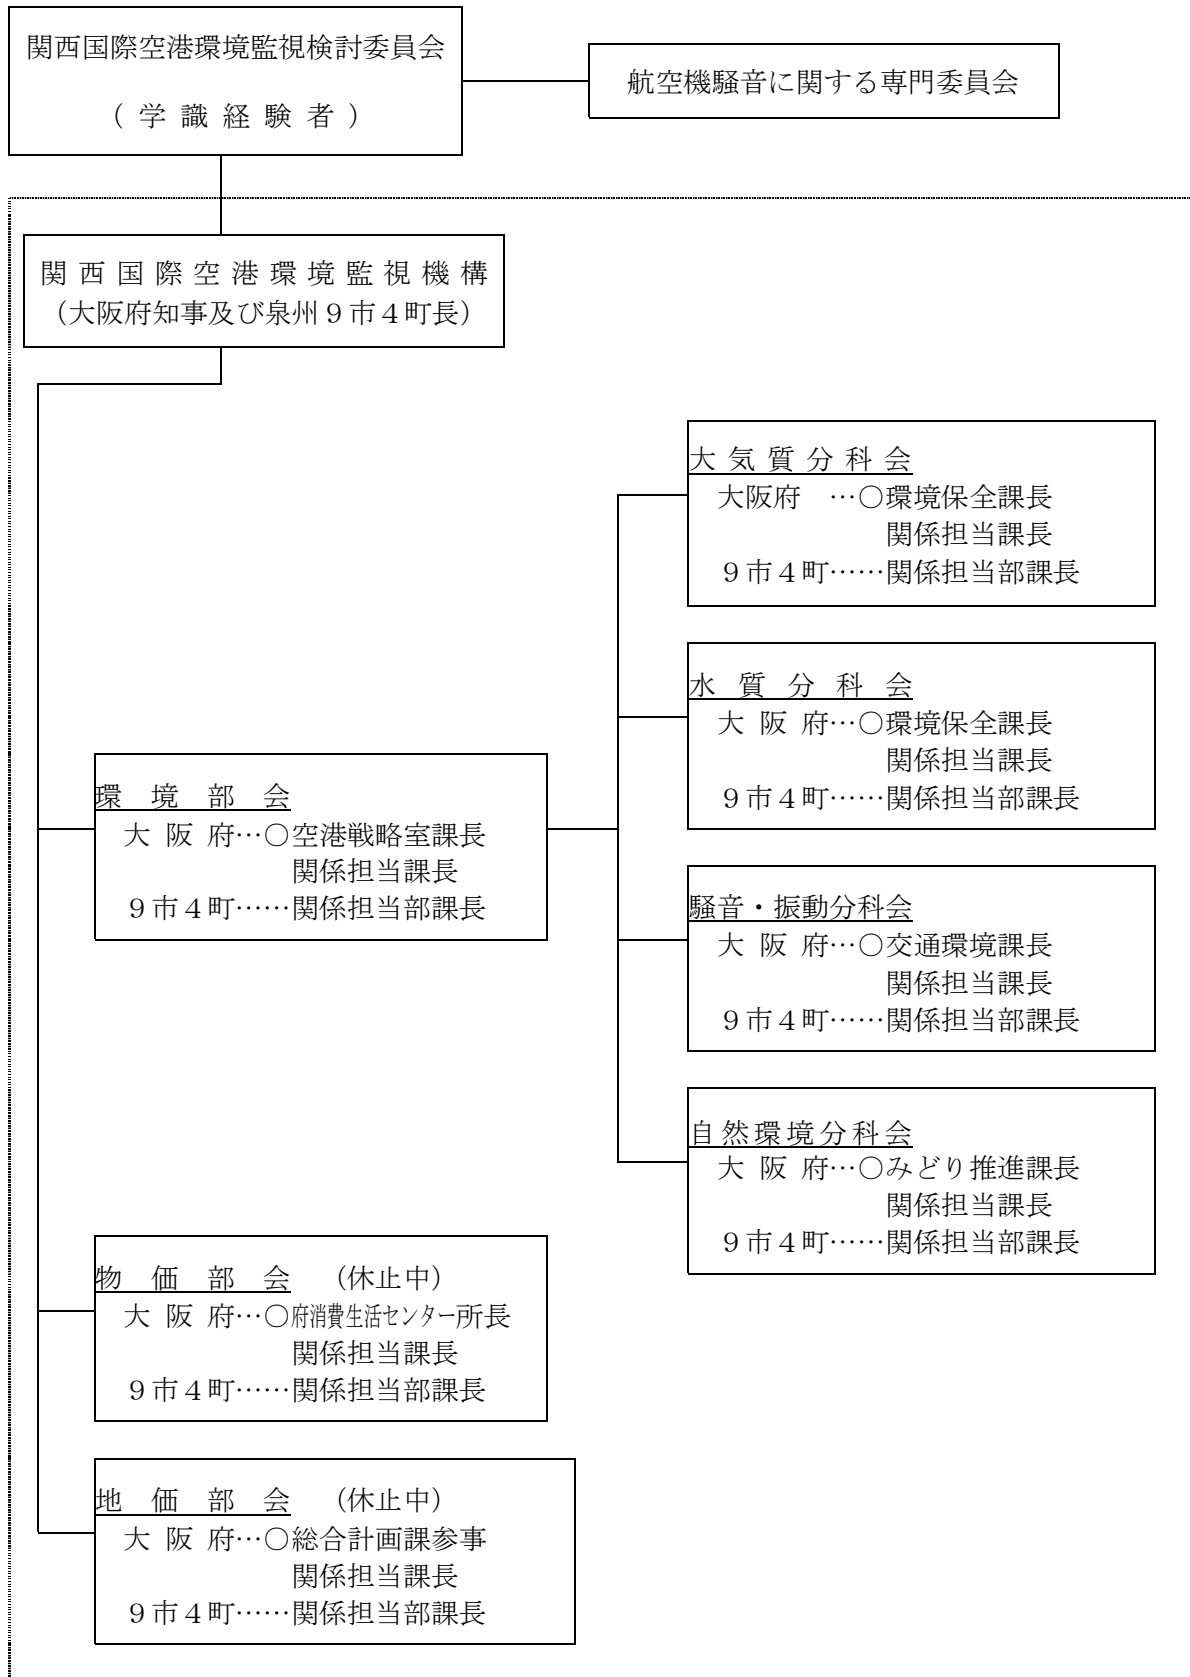 関西国際空港環境監視検討委員会
（学識経験者）
航空機騒音に関する専門委員会
関西国際空港環境監視機構
（大阪府知事及び泉州９市４町長）
大気質分科会
大阪府　…○環境保全課長
関係担当課長
９市４町……関係担当部課長
水質分科会
大阪府…○環境保全課長
関係担当課長
９市４町……関係担当部課長
環境部会
大阪府…○空港戦略室課長
関係担当課長
９市４町……関係担当部課長
騒音・振動分科会
大阪府…○交通環境課長
関係担当課長
９市４町……関係担当部課長
自然環境分科会
大阪府…○みどり推進課長
関係担当課長
９市４町……関係担当部課長
物価部会　（休止中）
大阪府…○府消費生活センター所長
関係担当課長
９市４町……関係担当部課長
地価部会　（休止中）
大阪府…○総合計画課参事
関係担当課長
９市４町……関係担当部課長